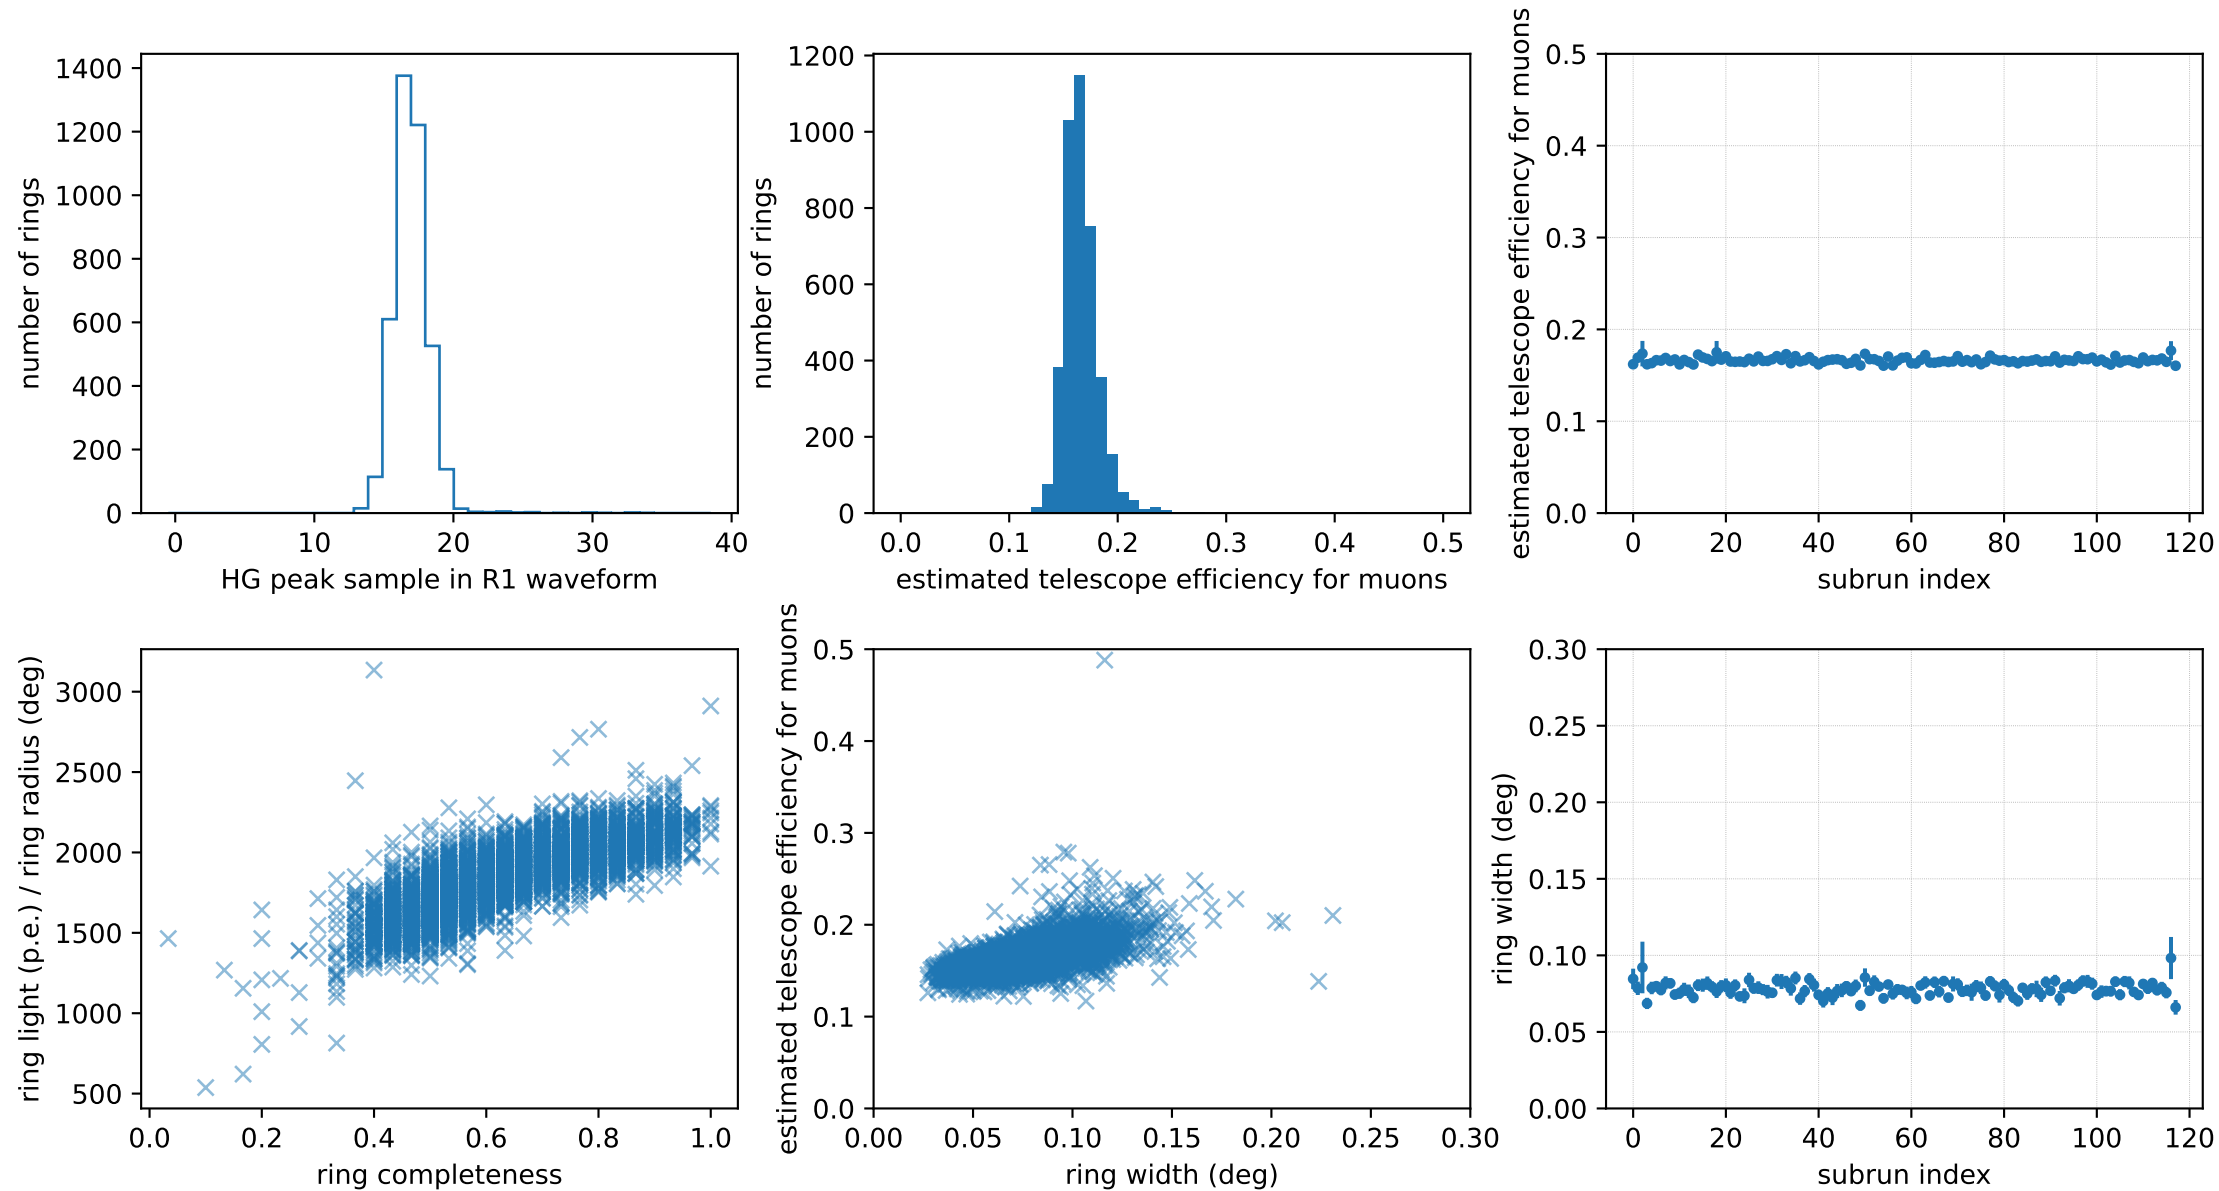 1400
1200
1000
800
600
400
200
0
number of rings
0 10 20 30 40
HG peak sample in R1 waveform
1200
1000
800
600
400
200
0
number of rings
0.0 0.1 0.2 0.3 0.4 0.5
estimated telescope efficiency for muons
0.5
0.4
0.3
0.2
0.1
0.0
estimated telescope efficiency for muons
0 20 40 60 80 100 120
subrun index
3000
2500
2000
1500
1000
500
ring light (p.e.) / ring radius (deg)
0.0 0.2 0.4 0.6 0.8 1.0
ring completeness
0.5
0.4
0.3
0.2
0.1
0.0
estimated telescope efficiency for muons
0.00 0.05 0.10 0.15 0.20 0.25 0.30
ring width (deg)
0.30
0.25
0.20
0.15
0.10
0.05
0.00
ring width (deg)
0 20 40 60 80 100 120
subrun index